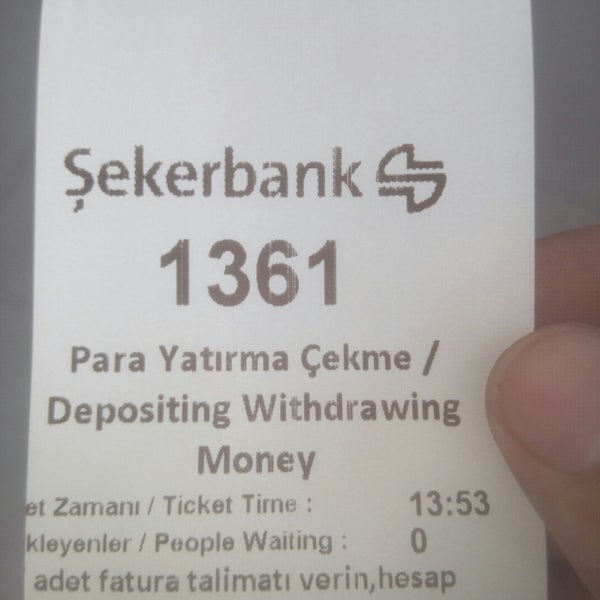 Şekerbank
1361
Para Yatırma Çekme /
Depositing Withdrawing
Money
et Zamanı / Ticket Time : 13:53
kleyenler / People Waiting : 0
adet fatura talimatı verin,hesap